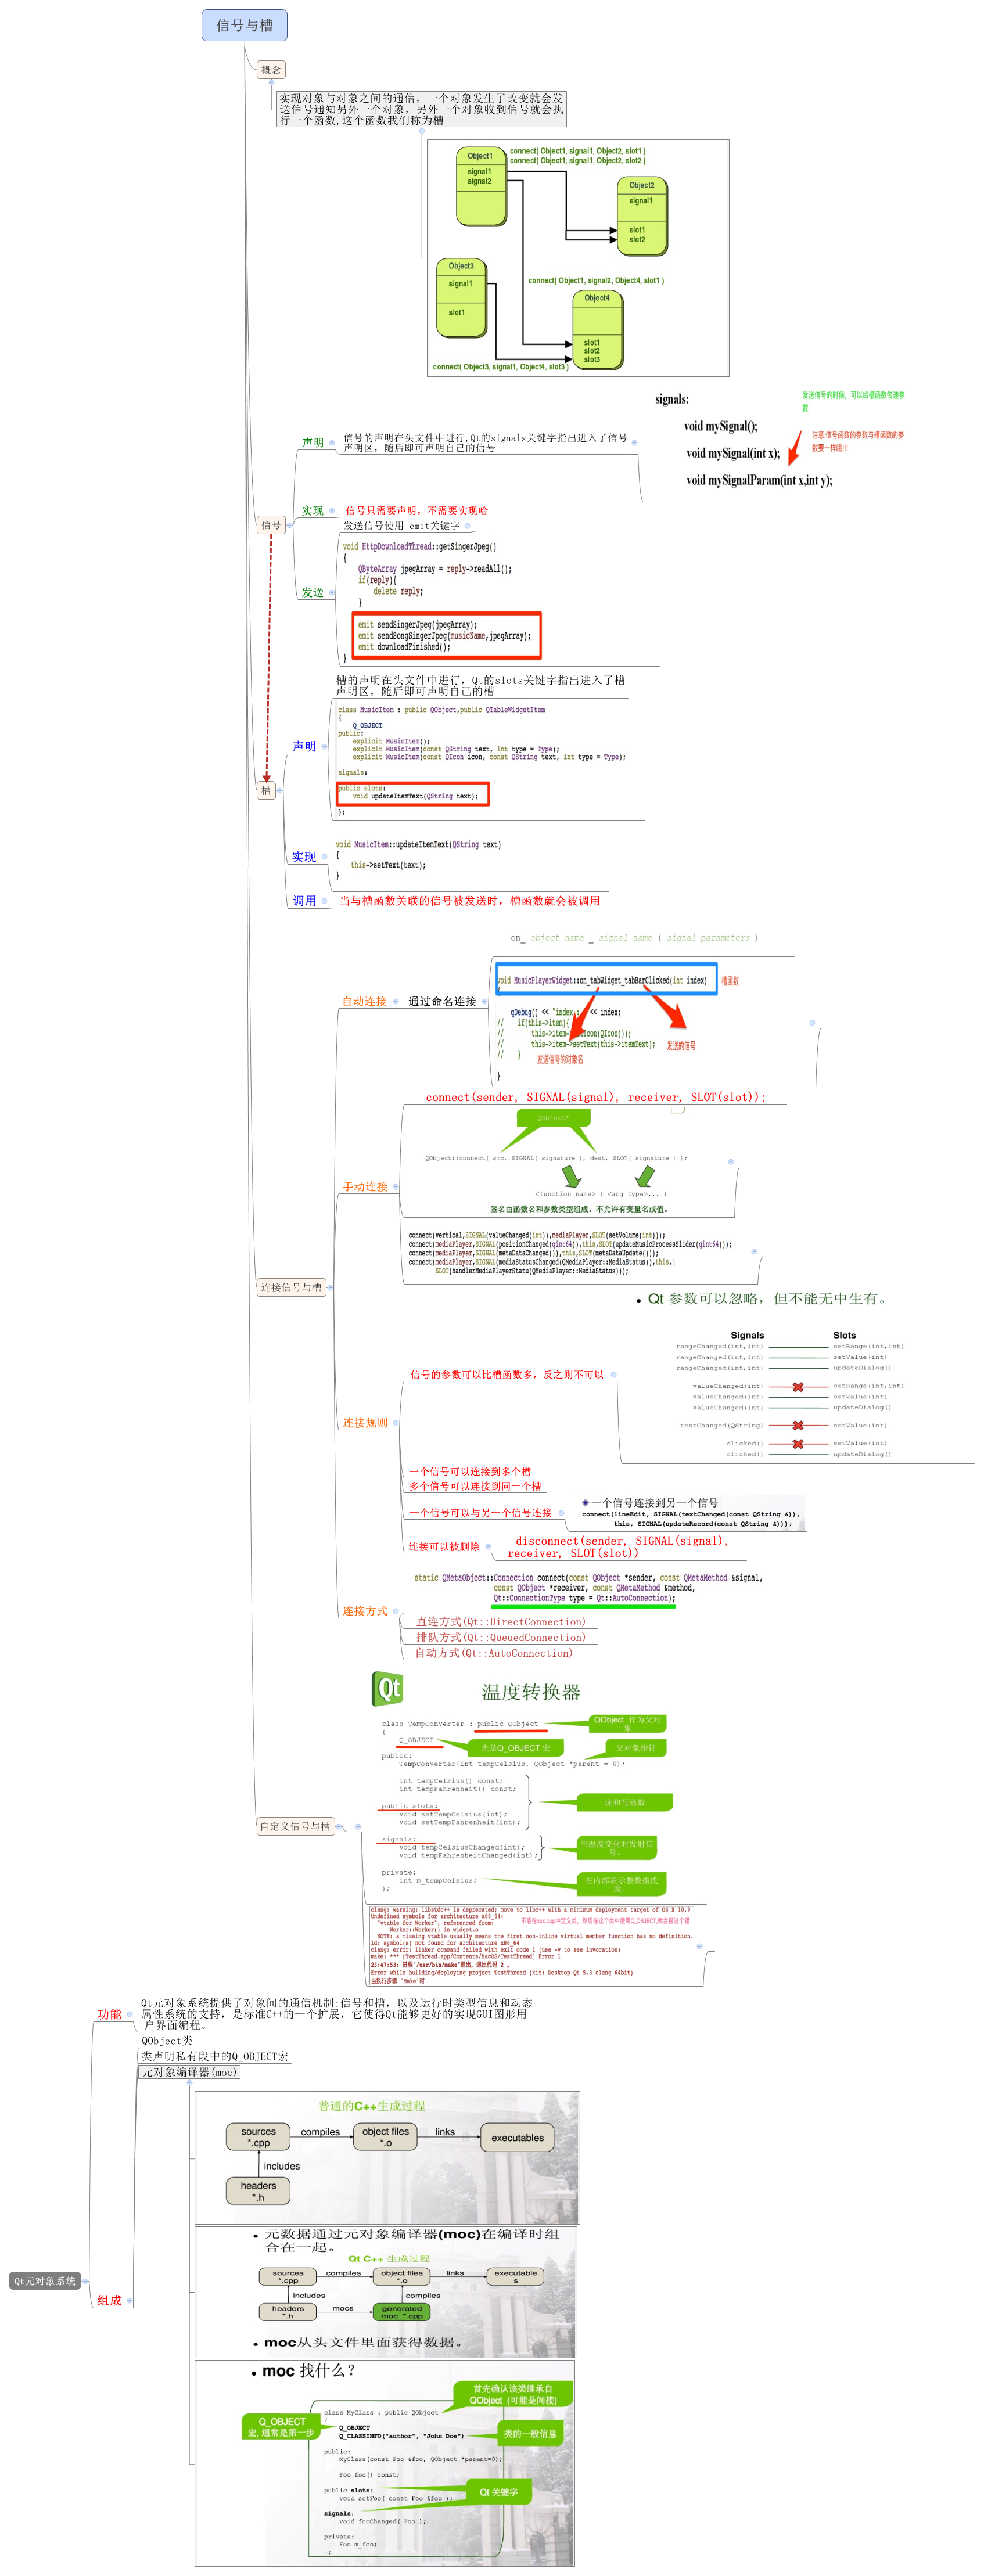 信号与槽
概念
实现对象与对象之间的通信，一个对象发生了改变就会发
送信号通知另外一个对象，另外一个对象收到信号就会执
行一个函数,这个函数我们称为槽
connect( Object1, signal1, Object2, slot1 )
connect( Object1, signal1, Object2, slot2 )
Object1
signal1
signal2
Object2
signal1
slot1
slot2
Object3
signal1
slot1
connect( Object1, signal2, Object4, slot1 )
Object4
slot1
slot2
slot3
connect( Object3, signal1, Object4, slot3 )
信号
声明
信号的声明在头文件中进行,Qt的signals关键字指出进入了信号
声明区，随后即可声明自己的信号
signals:
void mySignal();
void mySignal(int x);
void mySignalParam(int x,int y);
发送信号的时候，可以给槽函数传递参
数
注意:信号函数的参数与槽函数的参
数要一样哦!!!
实现
信号只需要声明，不需要实现哈
发送
发送信号使用 emit关键字
void HttpDownloadThread::getSingerJpeg()
{
QByteArray jpegArray = reply->readAll();
if(reply){
delete reply;
}
emit sendSingerJpeg(jpegArray);
emit sendSongSingerJpeg(musicName,jpegArray);
emit downloadFinished();
}
槽
声明
槽的声明在头文件中进行，Qt的slots关键字指出进入了槽
声明区，随后即可声明自己的槽
class MusicItem : public QObject,public QTableWidgetItem
{
Q_OBJECT
public:
explicit MusicItem();
explicit MusicItem(const QString text, int type = Type);
explicit MusicItem(const QIcon icon, const QString text, int type = Type);
signals:
public slots:
void updateItemText(QString text);
};
实现
void MusicItem::updateItemText(QString text)
{
this->setText(text);
}
调用
当与槽函数关联的信号被发送时，槽函数就会被调用
连接信号与槽
自动连接
通过命名连接
on_ object name _ signal name ( signal parameters )
void MusicPlayerWidget::on_tabWidget_tabBarClicked(int index)
槽函数
{
qDebug() << "index : << index;
// if(this->item){
// this->item->setIcon(QIcon());
// this->item->setText(this->itemText);
// }
发送的信号
发送信号的对象名
}
手动连接
connect(sender, SIGNAL(signal), receiver, SLOT(slot));
QObject*
QObject::connect( src, SIGNAL( signature ), dest, SLOT( signature ) );
<function name> ( <arg type>... )
签名由函数名和参数类型组成。不允许有变量名或值。
connect(vertical,SIGNAL(valueChanged(int)),mediaPlayer,SLOT(setVolume(int)));
connect(mediaPlayer,SIGNAL(positionChanged(qint64)),this,SLOT(updateMusicProcessSlider(qint64)));
connect(mediaPlayer,SIGNAL(metaDataChanged()),this,SLOT(metaDataUpdate()));
connect(mediaPlayer,SIGNAL(mediaStatusChanged(QMediaPlayer::MediaStatus)),this,\
SLOT(handlerMediaPlayerStatu(QMediaPlayer::MediaStatus)));
连接规则
信号的参数可以比槽函数多，反之则不可以
Qt 参数可以忽略，但不能无中生有。
Signals Slots
rangeChanged(int,int) setRange(int,int)
rangeChanged(int,int) setValue(int)
rangeChanged(int,int) updateDialog()
valueChanged(int) setRange(int,int)
valueChanged(int) setValue(int)
valueChanged(int) updateDialog()
textChanged(QString) setValue(int)
clicked() setValue(int)
clicked() updateDialog()
一个信号可以连接到多个槽
多个信号可以连接到同一个槽
一个信号可以与另一个信号连接
一个信号连接到另一个信号
connect(lineEdit, SIGNAL(textChanged(const QString &)),
this, SIGNAL(updateRecord(const QString &)));
连接可以被删除
disconnect(sender, SIGNAL(signal),
receiver, SLOT(slot))
连接方式
static QMetaObject::Connection connect(const QObject *sender, const QMetaMethod &signal,
const QObject *receiver, const QMetaMethod &method,
Qt::ConnectionType type = Qt::AutoConnection);
直连方式(Qt::DirectConnection)
排队方式(Qt::QueuedConnection)
自动方式(Qt::AutoConnection)
自定义信号与槽
Qt
温度转换器
class TempConverter : public QObject
{
QObject 作为父对
象
Q_OBJECT
先是Q_OBJECT 宏
父对象指针
public:
TempConverter(int tempCelsius, QObject *parent = 0);
int tempCelsius() const;
int tempFahrenheit() const;
读和写函数
public slots:
void setTempCelsius(int);
void setTempFahrenheit(int);
signals:
void tempCelsiusChanged(int);
void tempFahrenheitChanged(int);
当温度变化时发射信
号。
private:
int m_tempCelsius;
};
在内部表示整数摄氏
度。
clang: warning: libstdc++ is deprecated; move to libc++ with a minimum deployment target of OS X 10.9
Undefined symbols for architecture x86_64:
"vtable for Worker", referenced from:
不能在xxx.cpp中定义类，然后在这个类中使用Q_OBJECT,就会报这个错
Worker::Worker() in widget.o
NOTE: a missing vtable usually means the first non-inline virtual member function has no definition.
ld: symbol(s) not found for architecture x86_64
clang: error: linker command failed with exit code 1 (use -v to see invocation)
make: *** [TestThread.app/Contents/MacOS/TestThread] Error 1
23:47:53: 进程"/usr/bin/make"退出，退出代码 2 。
Error while building/deploying project TestThread (kit: Desktop Qt 5.3 clang 64bit)
当执行步骤 'Make'时
Qt元对象系统
功能
Qt元对象系统提供了对象间的通信机制:信号和槽，以及运行时类型信息和动态
属性系统的支持，是标准C++的一个扩展，它使得Qt能够更好的实现GUI图形用
户界面编程。
组成
QObject类
类声明私有段中的Q_OBJECT宏
元对象编译器(moc)
普通的C++生成过程
sources
*.cpp
compiles
object files
*.o
links
executables
includes
headers
*.h
元数据通过元对象编译器(moc)在编译时组
合在一起。
Qt C++ 生成过程
sources
*.cpp
compiles
object files
*.o
links
executable
s
includes
compiles
headers
*.h
mocs
generated
moc_*.cpp
moc从头文件里面获得数据。
moc 找什么？
首先确认该类继承自
QObject (可能是间接)
class MyClass : public QObject
{
Q_OBJECT
宏, 通常是第一步
Q_OBJECT
Q_CLASSINFO("author", "John Doe")
类的一般信息
public:
MyClass(const Foo &foo, QObject *parent=0);
Foo foo() const;
public slots:
void setFoo( const Foo &foo );
Qt 关键字
signals:
void fooChanged( Foo );
private:
Foo m_foo;
};